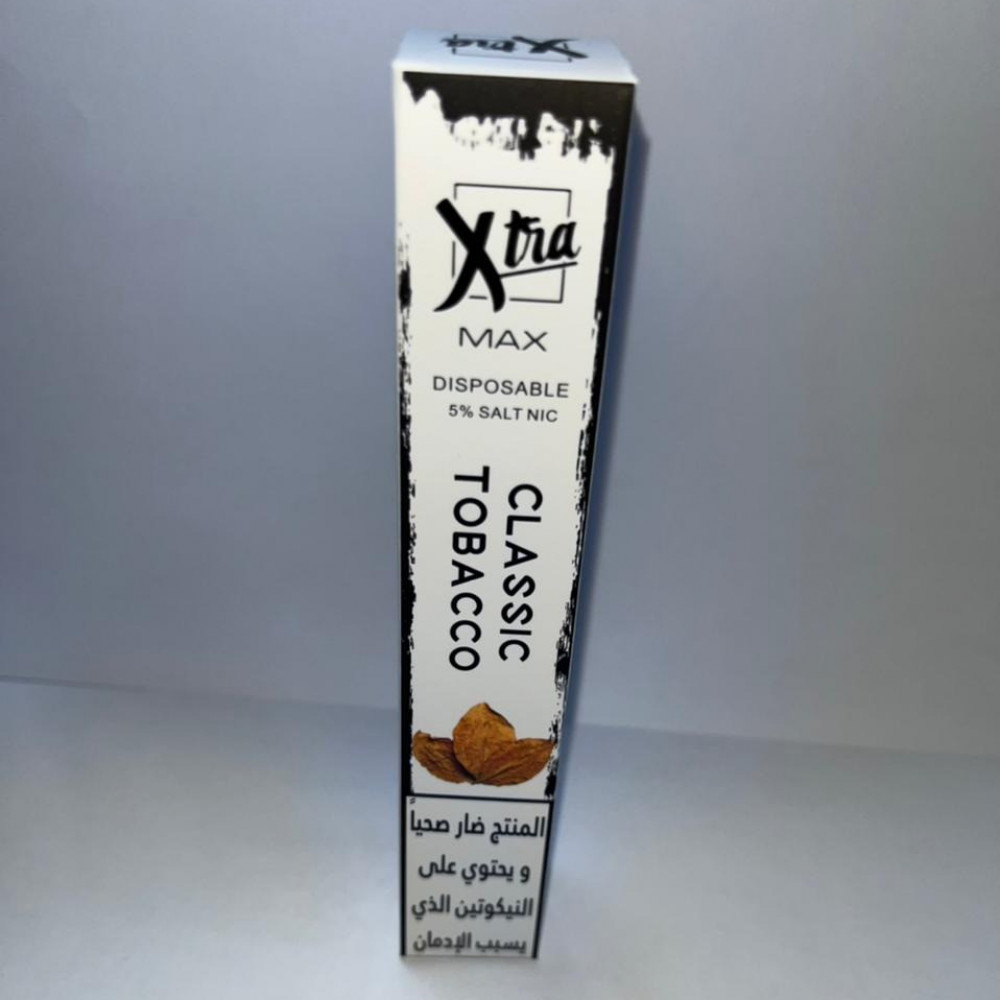 Xtra
Xtra
MAX
DISPOSABLE
5% SALT NIC
CLASSIC
TOBACCO
المنتج ضار صحياً
و يحتوي على
النيكوتين الذي
يسبب الإدمان